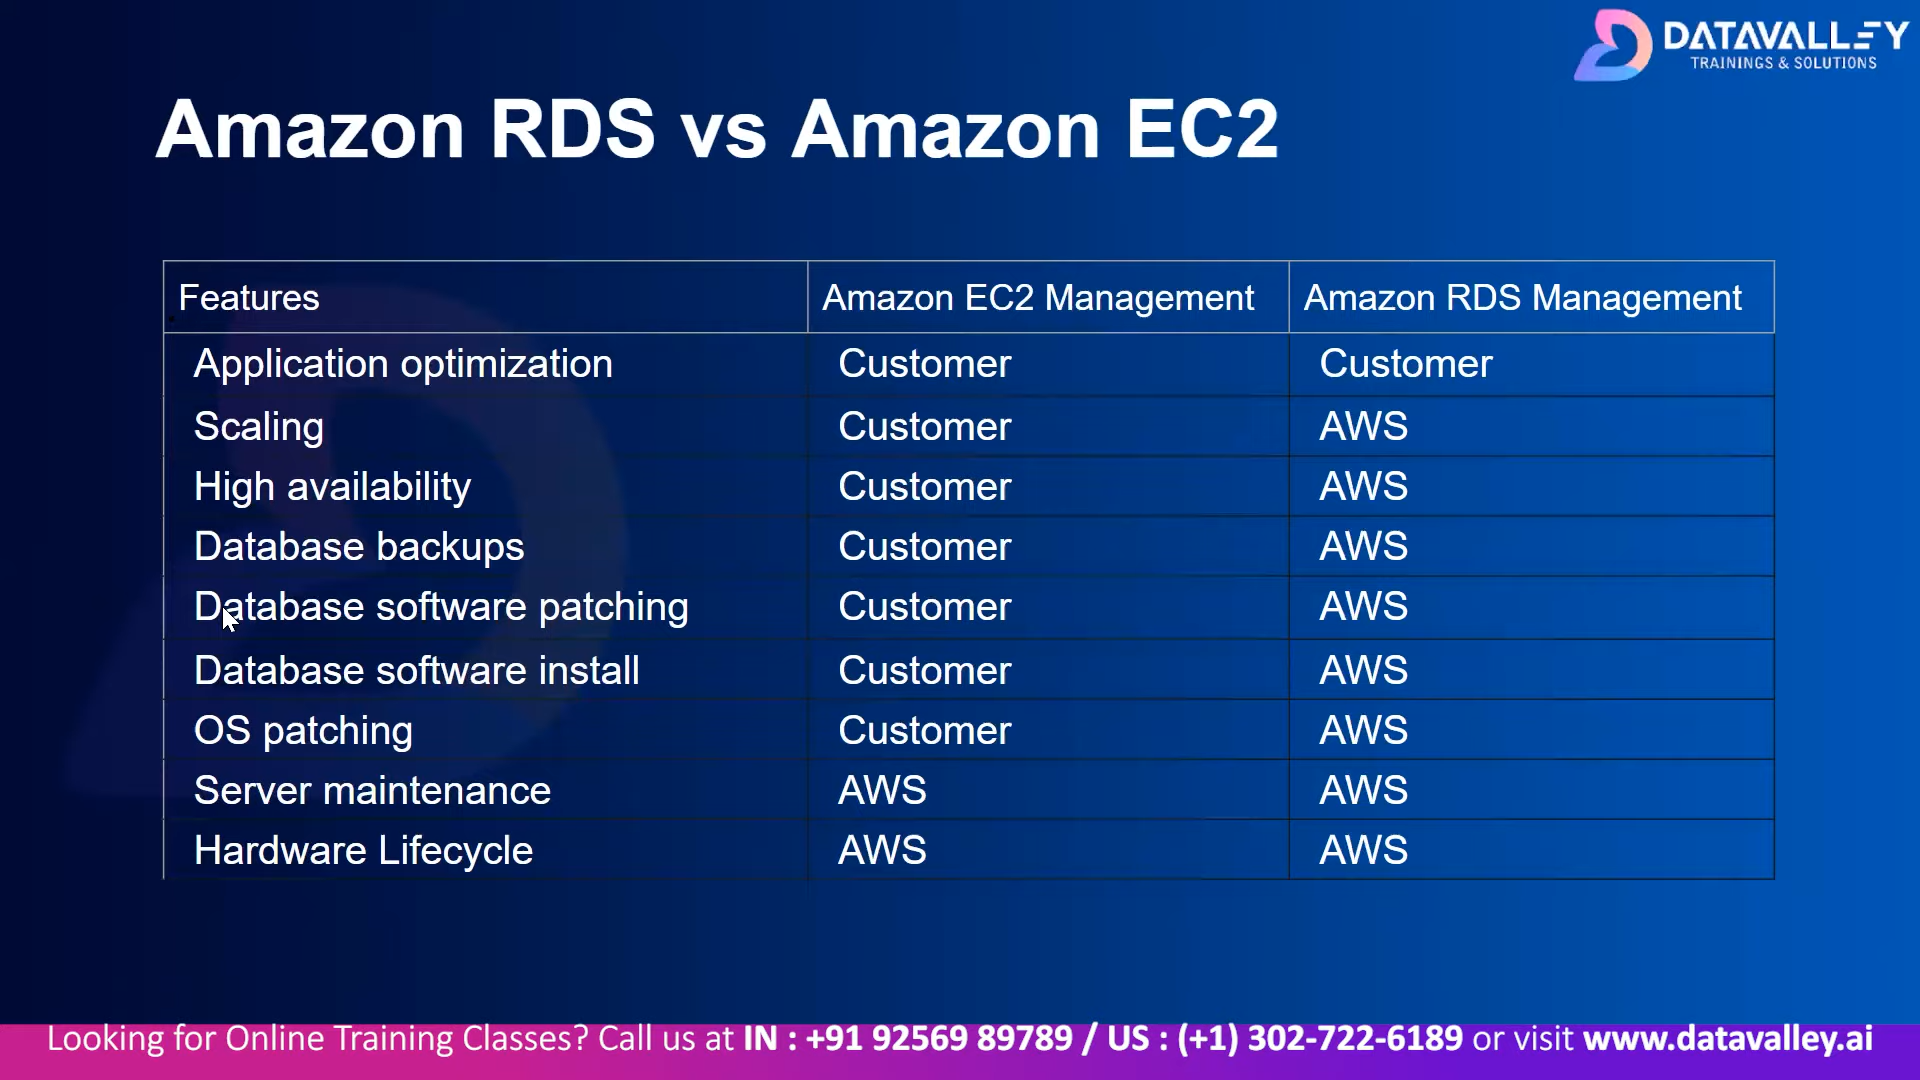 DATAVALLEY
TRAININGS & SOLUTIONS
Amazon RDS vs Amazon EC2
Features Amazon EC2 Management Amazon RDS Management
Application optimization Customer Customer
Scaling Customer AWS
High availability Customer AWS
Database backups Customer AWS
Database software patching Customer AWS
Database software install Customer AWS
OS patching Customer AWS
Server maintenance AWS AWS
Hardware Lifecycle AWS AWS
Looking for Online Training Classes? Call us at IN : +91 92569 89789 / US : (+1) 302-722-6189 or visit www.datavalley.ai